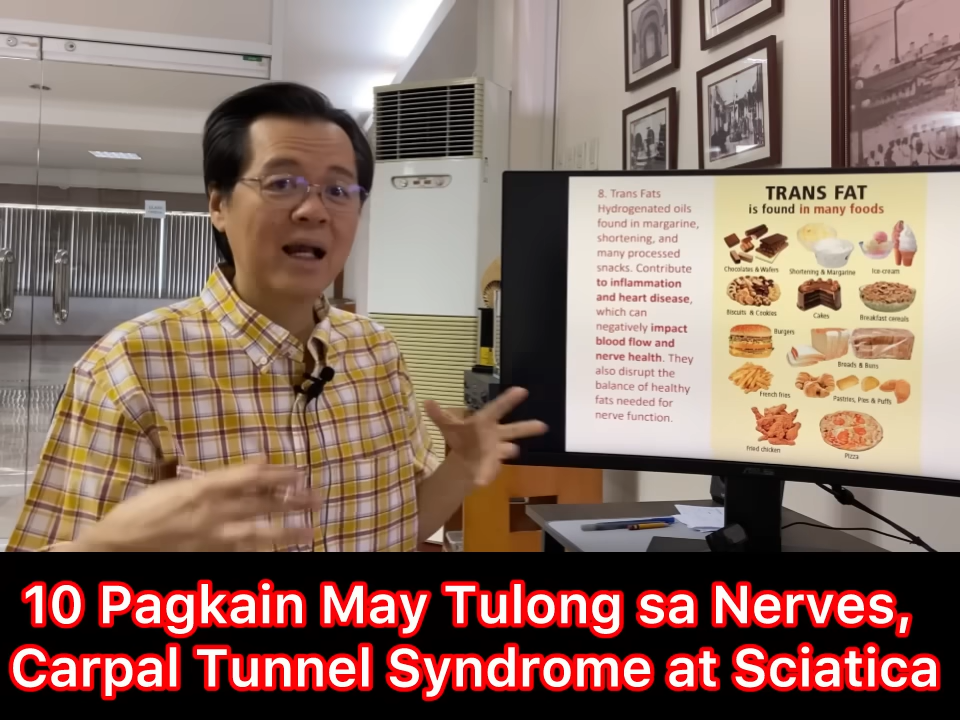 8. Trans Fats
Hydrogenated oils
found in margarine,
shortening, and
many processed
snacks. Contribute
to inflammation
and heart disease,
which can
negatively impact
blood flow and
nerve health. They
also disrupt the
balance of healthy
fats needed for
nerve function.
TRANS FAT
is found in many foods
Chocolates & Wafers
Shortening & Margarine
Ice-cream
Biscuits & Cookies
Cakes
Breakfast cereals
Burgers
Breads & Buns
French fries
Pastries, Pies & Puffs
Fried chicken
Pizza
ASUS
10 Pagkain May Tulong sa Nerves,
Carpal Tunnel Syndrome at Sciatica